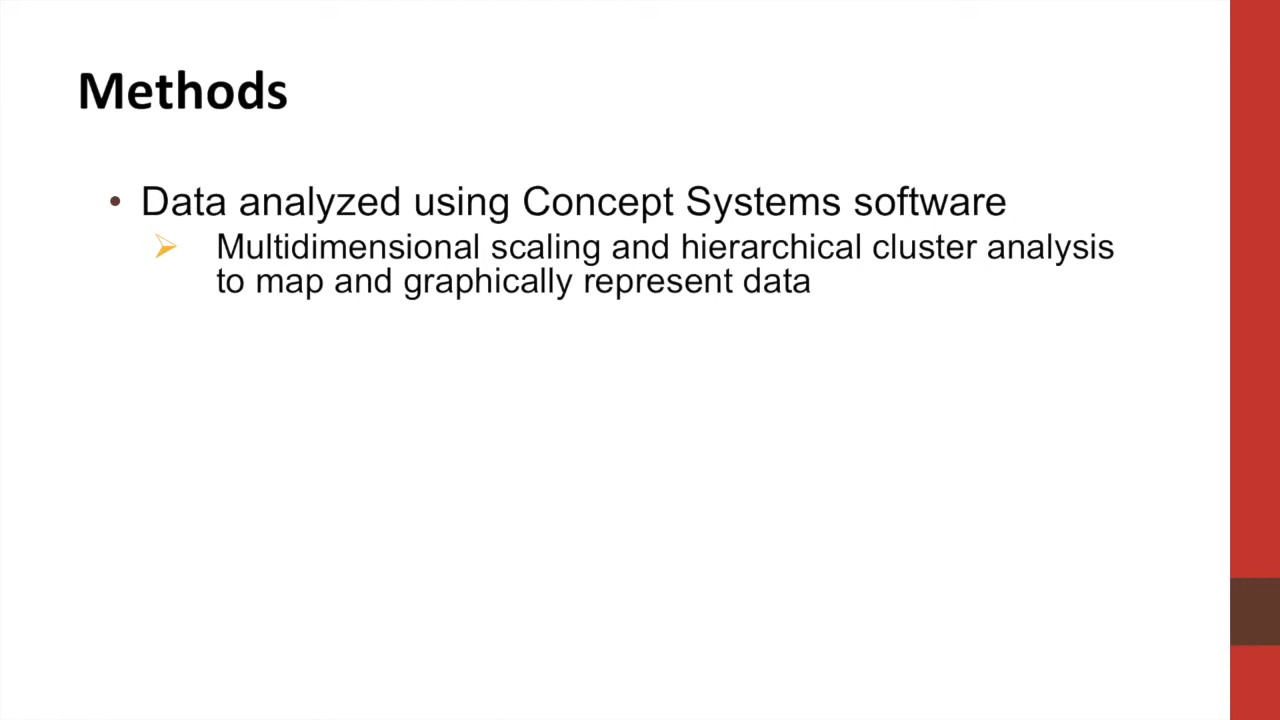 Methods
• Data analyzed using Concept Systems software
➢ Multidimensional scaling and hierarchical cluster analysis
to map and graphically represent data